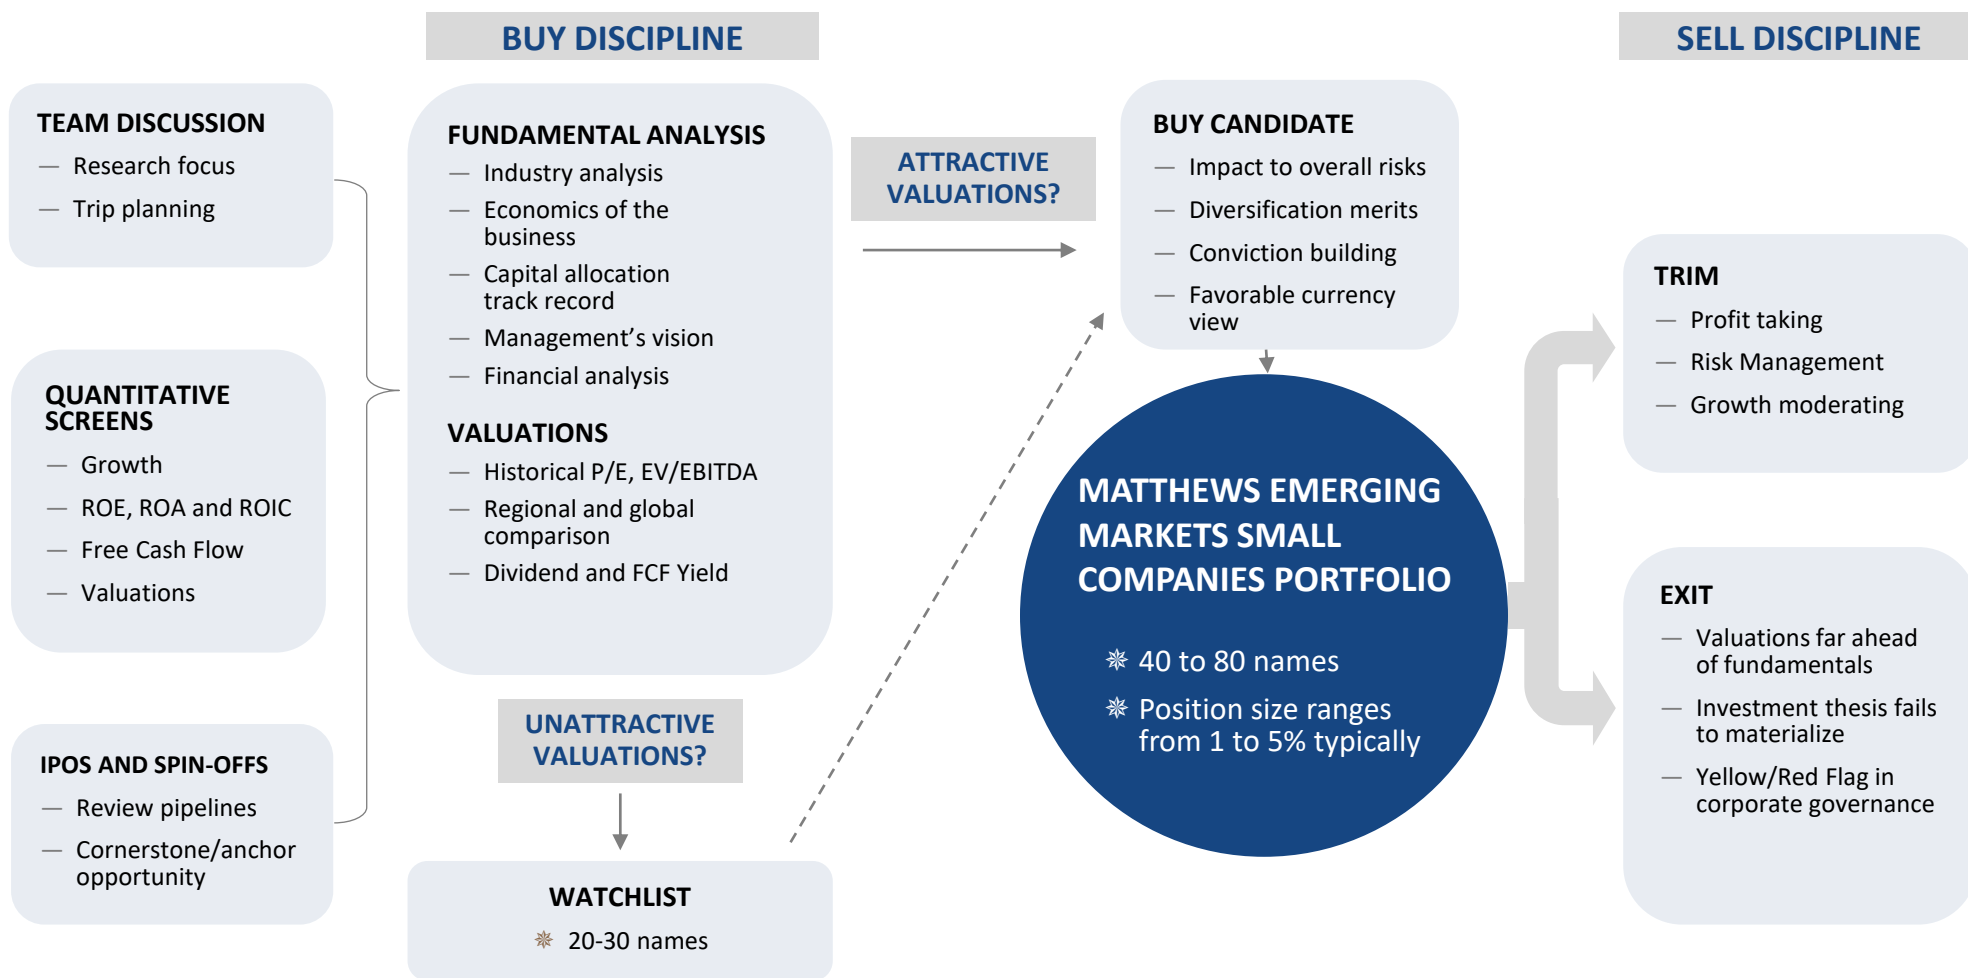 BUY DISCIPLINE
SELL DISCIPLINE
TEAM DISCUSSION
— Research focus
— Trip planning
QUANTITATIVE
SCREENS
— Growth
— ROE, ROA and ROIC
— Free Cash Flow
— Valuations
IPOS AND SPIN-OFFS
— Review pipelines
— Cornerstone/anchor
opportunity
FUNDAMENTAL ANALYSIS
— Industry analysis
— Economics of the
business
— Capital allocation
track record
— Management’s vision
— Financial analysis
VALUATIONS
— Historical P/E, EV/EBITDA
— Regional and global
comparison
— Dividend and FCF Yield
UNATTRACTIVE
VALUATIONS?
WATCHLIST
✵ 20-30 names
ATTRACTIVE
VALUATIONS?
BUY CANDIDATE
— Impact to overall risks
— Diversification merits
— Conviction building
— Favorable currency
view
MATTHEWS EMERGING
MARKETS SMALL
COMPANIES PORTFOLIO
✵ 40 to 80 names
✵ Position size ranges
from 1 to 5% typically
TRIM
— Profit taking
— Risk Management
— Growth moderating
EXIT
— Valuations far ahead
of fundamentals
— Investment thesis fails
to materialize
— Yellow/Red Flag in
corporate governance